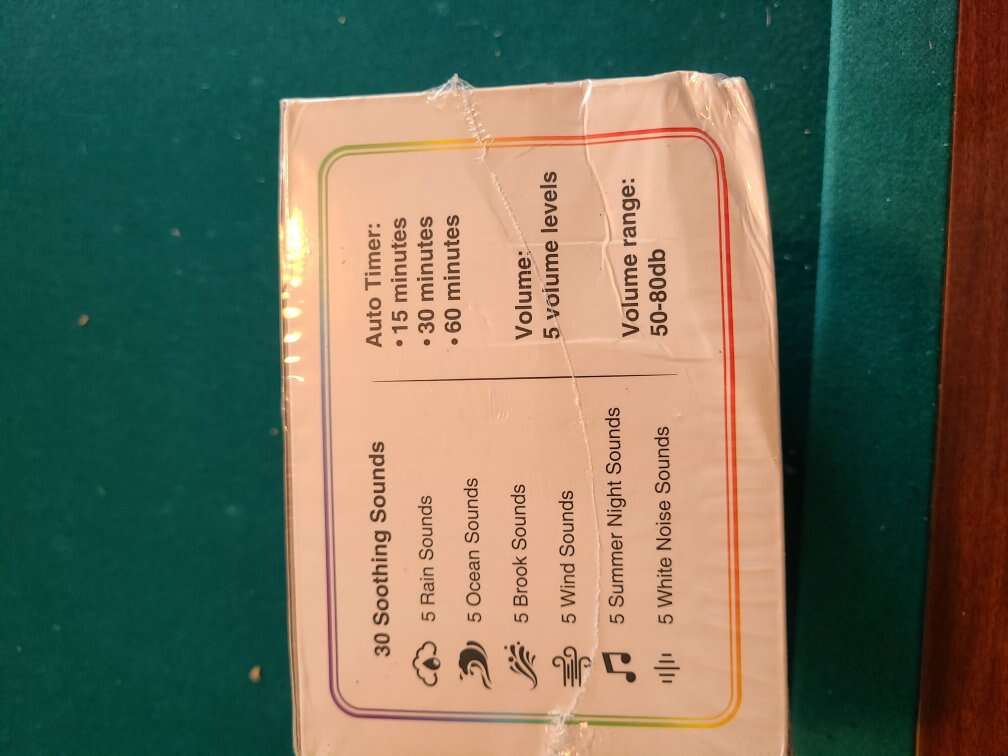 30 Soothing Sounds
5 Rain Sounds
5 Ocean Sounds
5 Brook Sounds
5 Wind Sounds
5 Summer Night Sounds
5 White Noise Sounds
Auto Timer:
• 15 minutes
• 30 minutes
• 60 minutes
Volume:
5 volume levels
Volume range:
50-80db